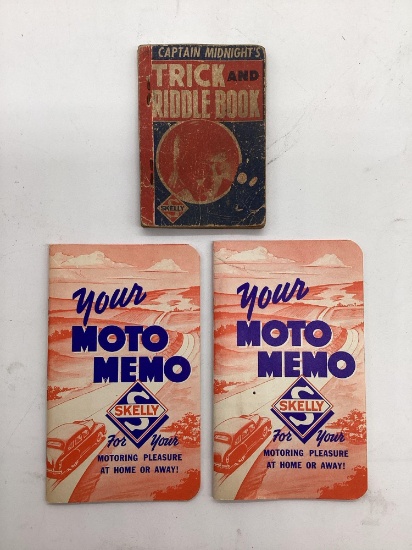 CAPTAIN MIDNIGHT'S
TRICK AND
RIDDLE BOOK
SKELLY
Your
MOTO
MEMO
S
SKELLY
For Your
MOTORING PLEASURE
AT HOME OR AWAY!
Your
MOTO
MEMO
S
SKELLY
For Your
MOTORING PLEASURE
AT HOME OR AWAY!